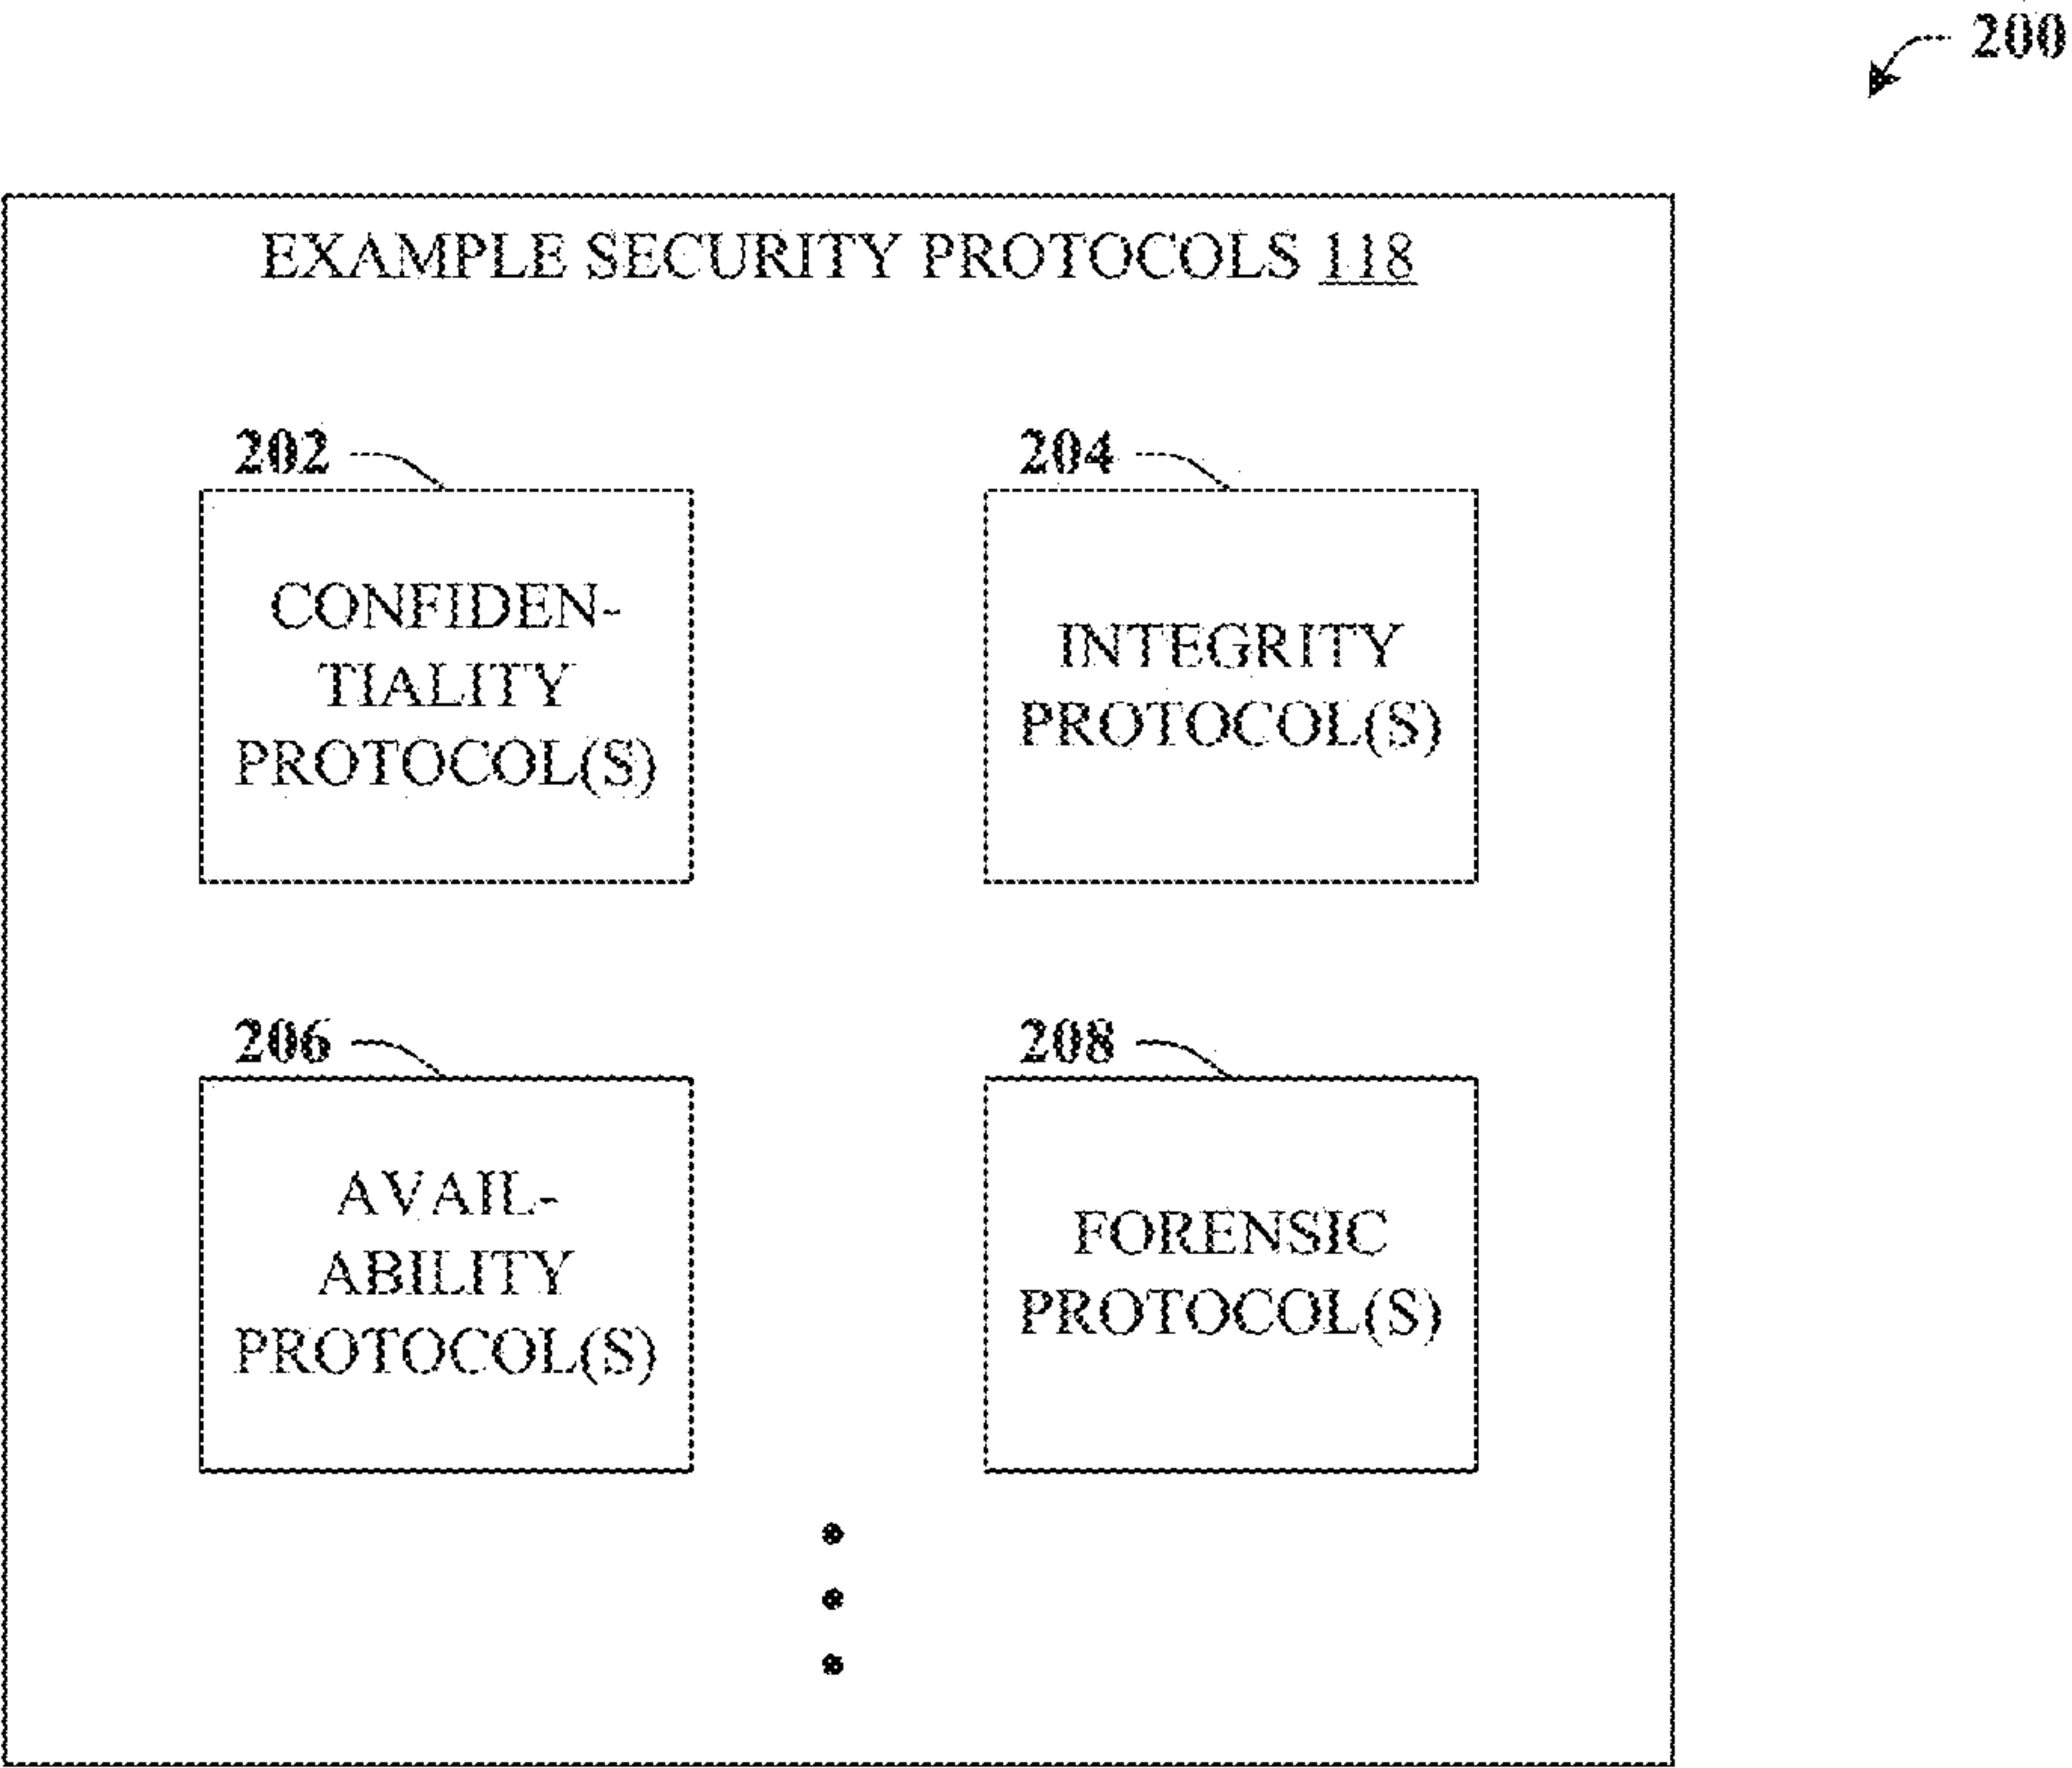 200
EXAMPLE SECURITY PROTOCOLS 118
202
204
CONFIDEN-
TIALITY
PROTOCOL(S)
INTEGRITY
PROTOCOL(S)
206
208
AVAIL-
ABILITY
PROTOCOL(S)
FORENSIC
PROTOCOL(S)